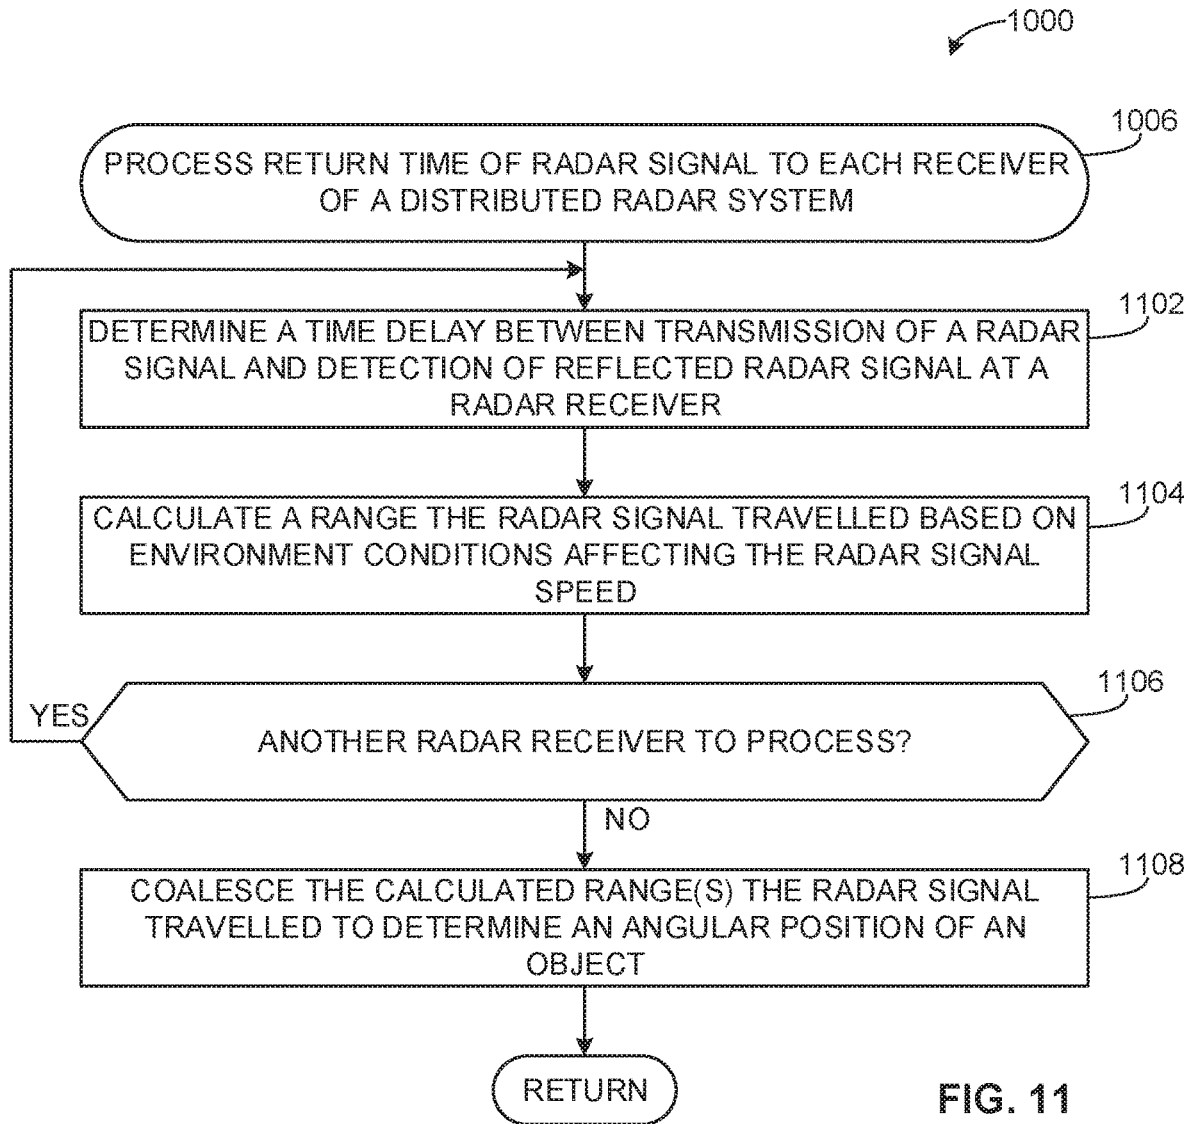 1000
1006
PROCESS RETURN TIME OF RADAR SIGNAL TO EACH RECEIVER
OF A DISTRIBUTED RADAR SYSTEM
1102
DETERMINE A TIME DELAY BETWEEN TRANSMISSION OF A RADAR
SIGNAL AND DETECTION OF REFLECTED RADAR SIGNAL AT A
RADAR RECEIVER
1104
CALCULATE A RANGE THE RADAR SIGNAL TRAVELLED BASED ON
ENVIRONMENT CONDITIONS AFFECTING THE RADAR SIGNAL
SPEED
1106
YES
ANOTHER RADAR RECEIVER TO PROCESS?
NO
1108
COALESCE THE CALCULATED RANGE(S) THE RADAR SIGNAL
TRAVELLED TO DETERMINE AN ANGULAR POSITION OF AN
OBJECT
RETURN
FIG. 11